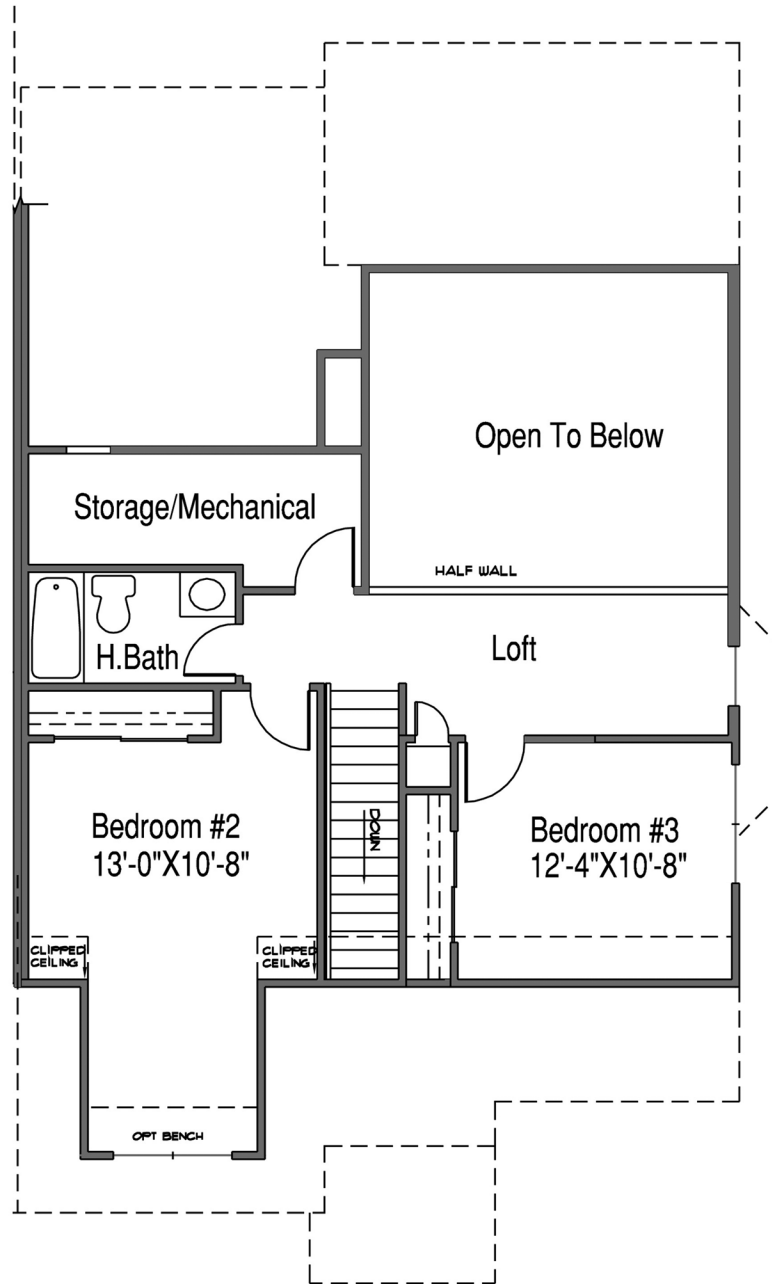 Open To Below
Storage/Mechanical
HALF WALL
H.Bath
Loft
DOWN
Bedroom #2
13'-0"X10'-8"
Bedroom #3
12'-4"X10'-8"
CLIPPED
CEILING
CLIPPED
CEILING
OPT BENCH